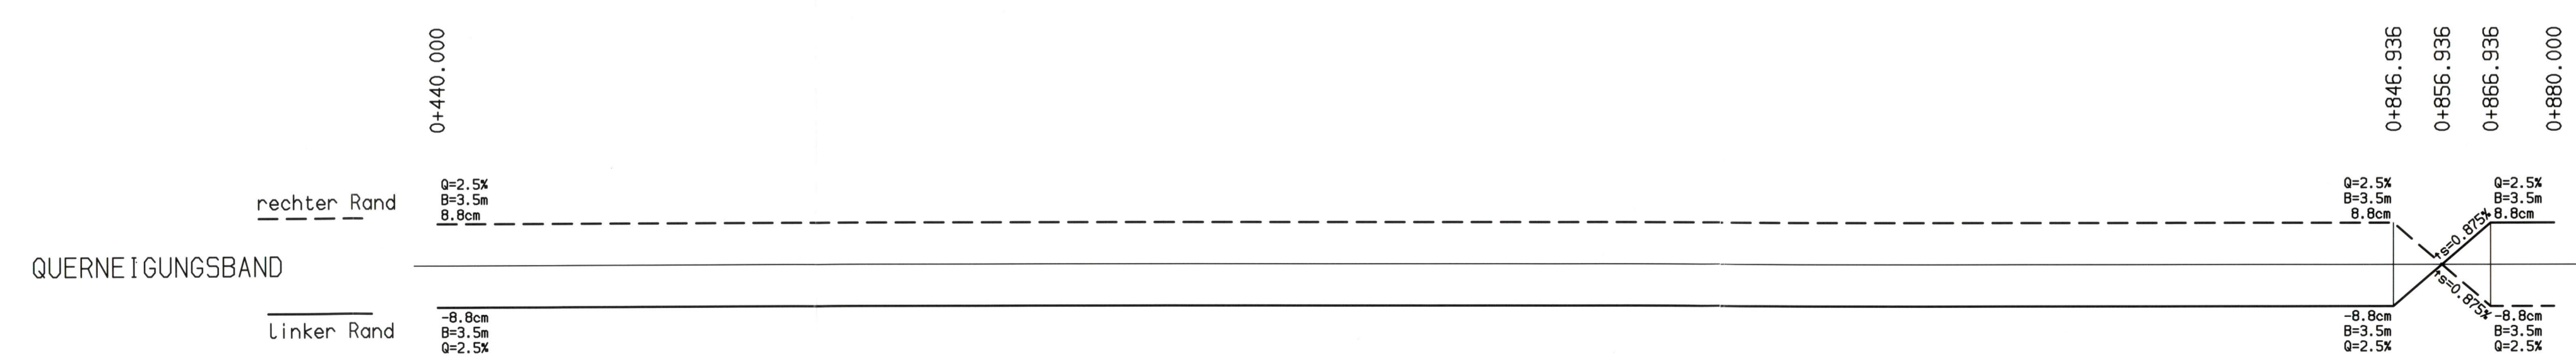 0+440.000
0+846.936
0+856.936
0+866.936
0+880.000
rechter Rand
Q=2.5%
B=3.5m
8.8cm
Q=2.5%
B=3.5m
8.8cm
Q=2.5%
B=3.5m
8.8cm
s=0.875%
QUERNEIGUNGSBAND
s=0.875%
linker Rand
-8.8cm
B=3.5m
Q=2.5%
-8.8cm
B=3.5m
Q=2.5%
-8.8cm
B=3.5m
Q=2.5%